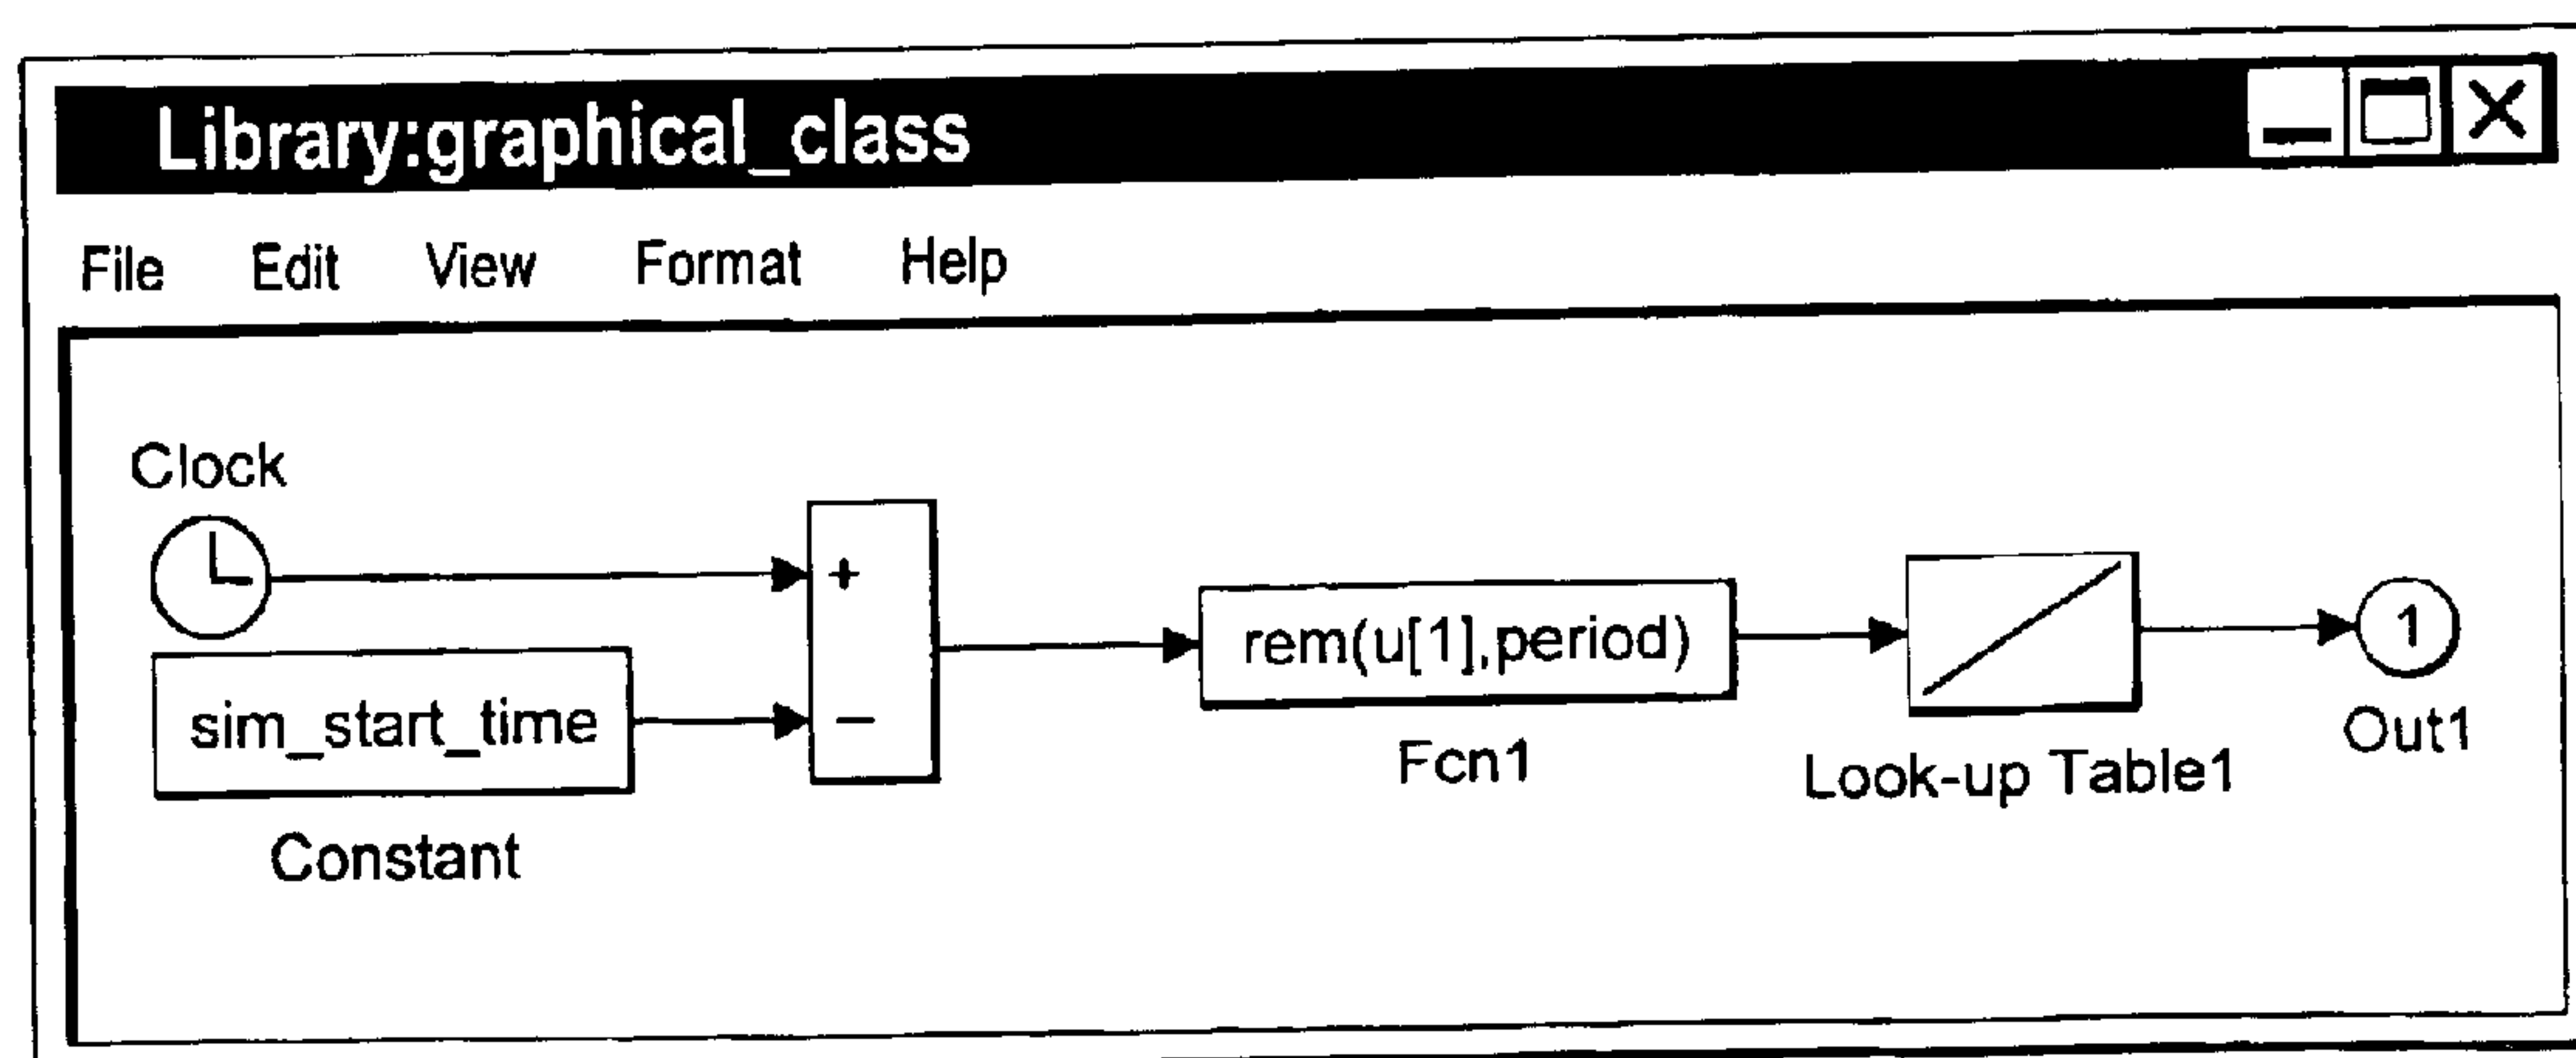 Library:graphical_class
File Edit View Format Help
Clock
+
sim_start_time
−
Constant
rem(u[1],period)
Fcn1
Look-up Table1
1
Out1